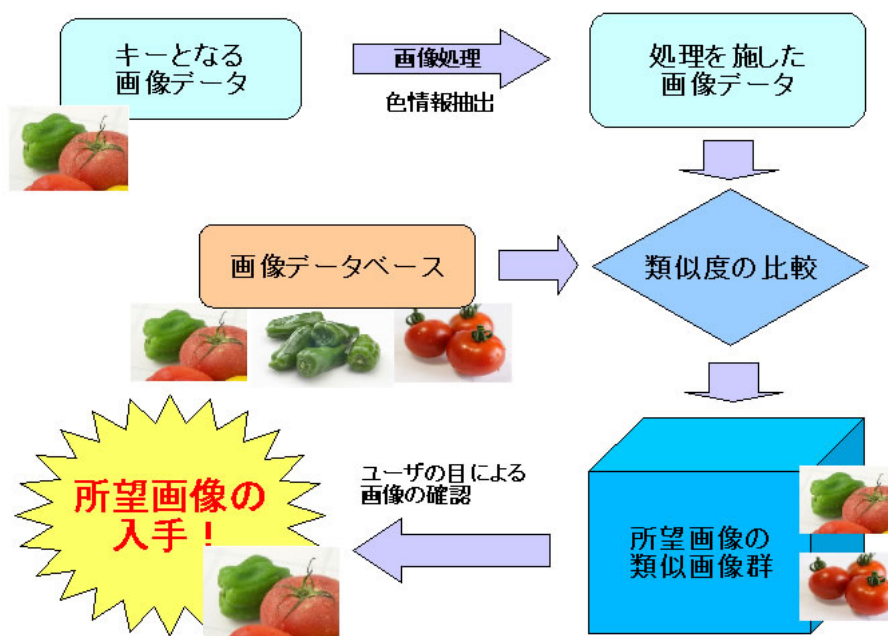 キーとなる
画像データ
画像処理
色情報抽出
処理を施した
画像データ
画像データベース
類似度の比較
所望画像の
類似画像群
ユーザの目による
画像の確認
所望画像の
入手！